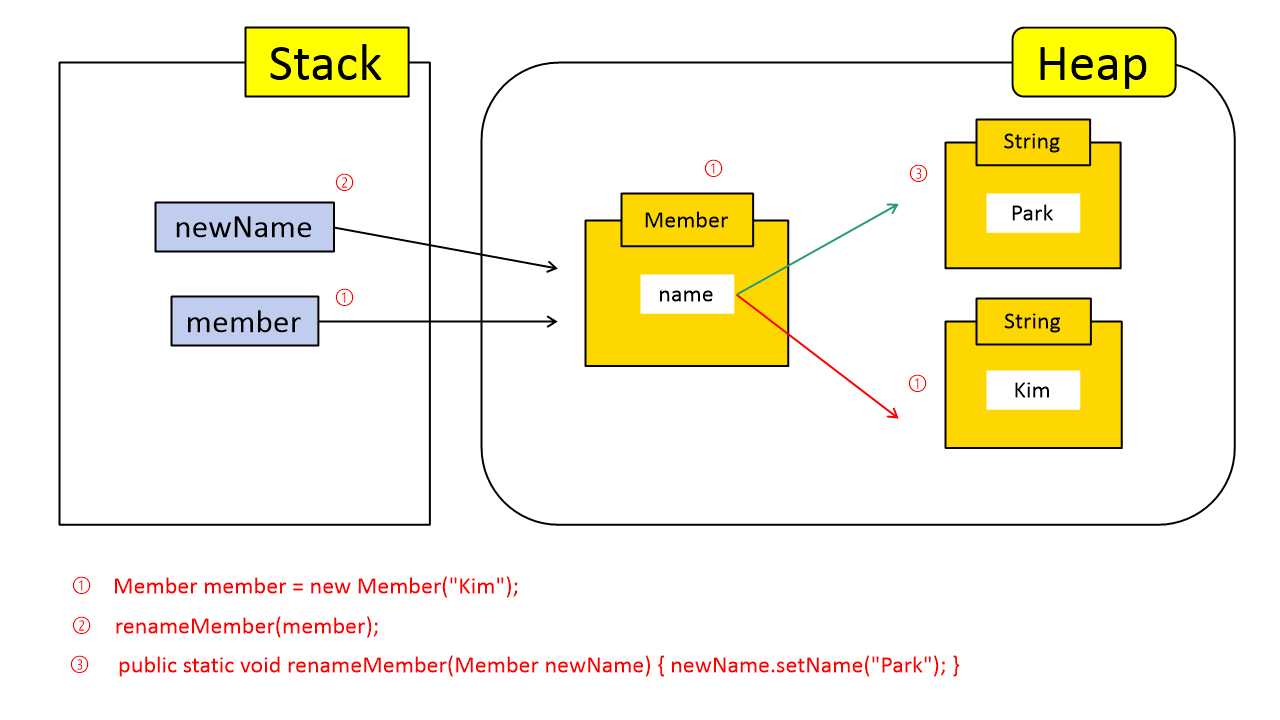 Stack
Heap
String
①
③
②
Park
Member
newName
name
①
String
member
①
Kim
① Member member = new Member("Kim");
② renameMember(member);
③ public static void renameMember(Member newName) { newName.setName("Park"); }